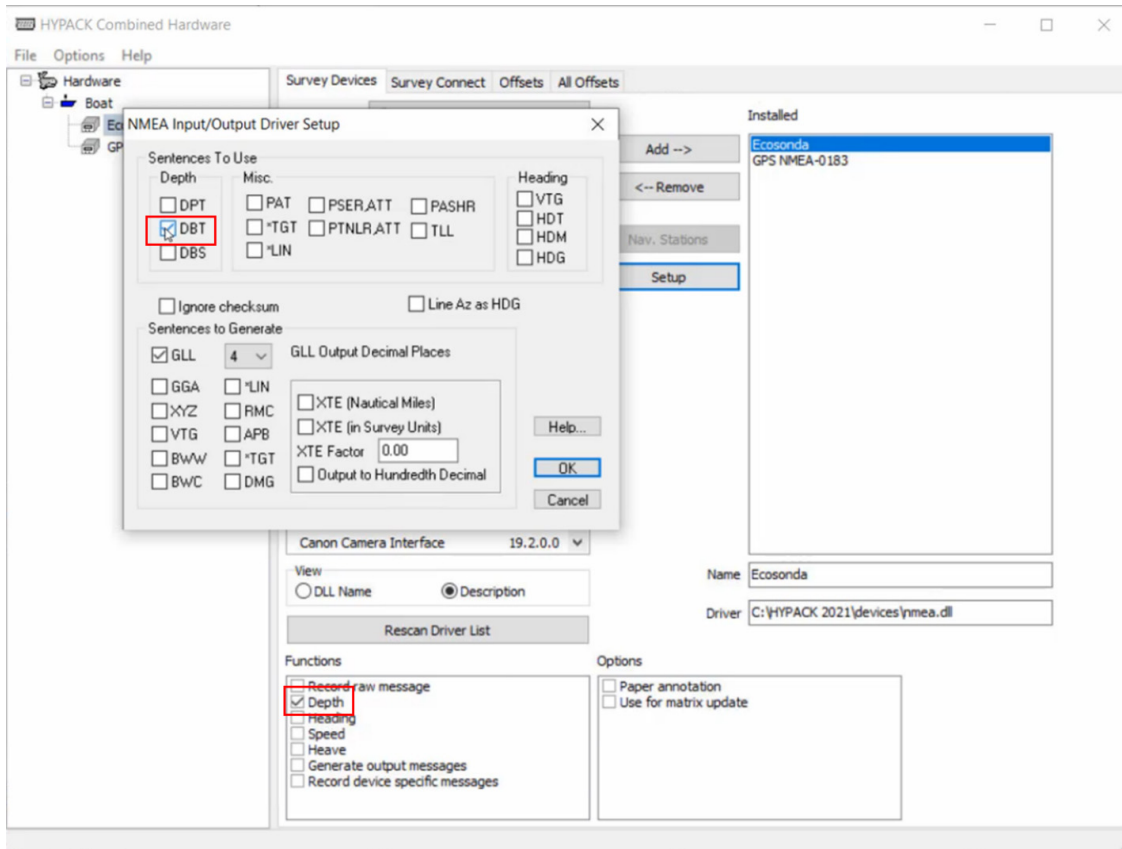 HYPACK Combined Hardware
File Options Help
Hardware
Boat
Ec
GP
Survey Devices Survey Connect Offsets All Offsets
NMEA Input/Output Driver Setup
Sentences To Use
Depth Misc. Heading
DPT PAT PSER,ATT PASHR VTG
DBT *TGT PTNLR,ATT TLL HDT
DBS *LIN HDM
HDG
Ignore checksum Line Az as HDG
Sentences to Generate
GLL 4 GLL Output Decimal Places
GGA *LIN
XYZ RMC XTE (Nautical Miles)
VTG APB XTE (in Survey Units)
BWW *TGT XTE Factor 0.00
BWC DMG Output to Hundredth Decimal
Help...
OK
Cancel
Add -->
<-- Remove
Nav. Stations
Setup
Installed
Ecosonda
GPS NMEA-0183
Canon Camera Interface 19.2.0.0
View
DLL Name Description
Rescan Driver List
Name Ecosonda
Driver C:\HYPACK 2021\devices\nmea.dll
Functions
Record raw message
Depth
Heading
Speed
Heave
Generate output messages
Record device specific messages
Options
Paper annotation
Use for matrix update